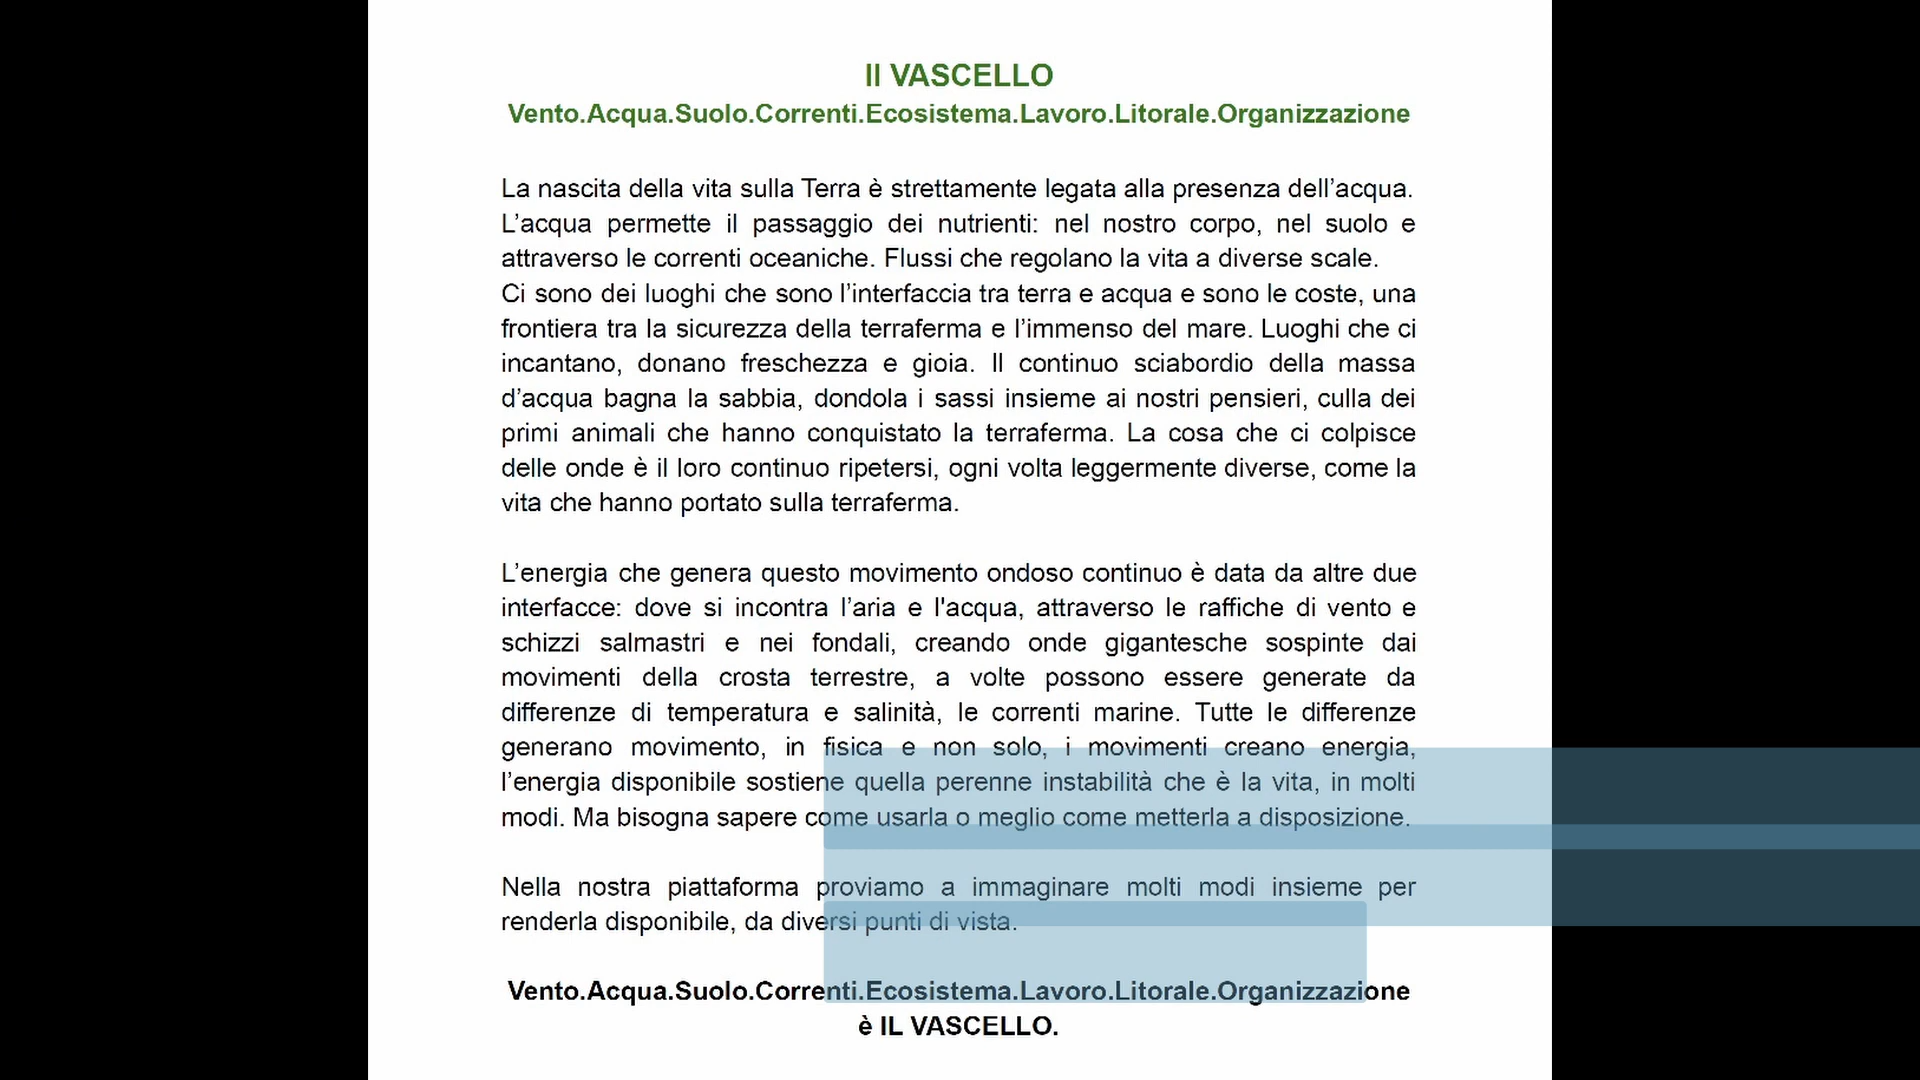 Il VASCELLO
Vento.Acqua.Suolo.Correnti.Ecosistema.Lavoro.Litorale.Organizzazione
La nascita della vita sulla Terra è strettamente legata alla presenza dell’acqua.
L’acqua permette il passaggio dei nutrienti: nel nostro corpo, nel suolo e
attraverso le correnti oceaniche. Flussi che regolano la vita a diverse scale.
Ci sono dei luoghi che sono l’interfaccia tra terra e acqua e sono le coste, una
frontiera tra la sicurezza della terraferma e l’immenso del mare. Luoghi che ci
incantano, donano freschezza e gioia. Il continuo sciabordio della massa
d’acqua bagna la sabbia, dondola i sassi insieme ai nostri pensieri, culla dei
primi animali che hanno conquistato la terraferma. La cosa che ci colpisce
delle onde è il loro continuo ripetersi, ogni volta leggermente diverse, come la
vita che hanno portato sulla terraferma.
L’energia che genera questo movimento ondoso continuo è data da altre due
interfacce: dove si incontra l’aria e l'acqua, attraverso le raffiche di vento e
schizzi salmastri e nei fondali, creando onde gigantesche sospinte dai
movimenti della crosta terrestre, a volte possono essere generate da
differenze di temperatura e salinità, le correnti marine. Tutte le differenze
generano movimento, in fisica e non solo, i movimenti creano energia,
l’energia disponibile sostiene quella perenne instabilità che è la vita, in molti
modi. Ma bisogna sapere come usarla o meglio come metterla a disposizione.
Nella nostra piattaforma proviamo a immaginare molti modi insieme per
renderla disponibile, da diversi punti di vista.
Vento.Acqua.Suolo.Correnti.Ecosistema.Lavoro.Litorale.Organizzazione
è IL VASCELLO.